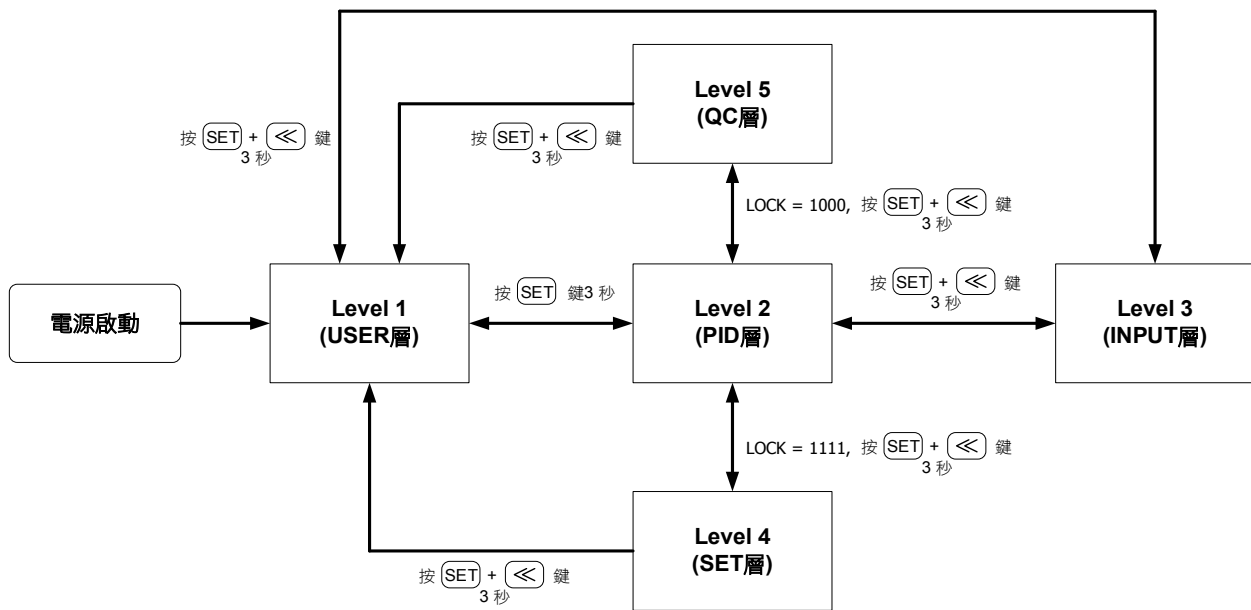 Level 5
(QC層)
按 SET + ≪ 鍵
3 秒
按 SET + ≪ 鍵
3 秒
LOCK = 1000, 按 SET + ≪ 鍵
3 秒
電源啟動
Level 1
(USER層)
按 SET 鍵3 秒
Level 2
(PID層)
按 SET + ≪ 鍵
3 秒
Level 3
(INPUT層)
LOCK = 1111, 按 SET + ≪ 鍵
3 秒
Level 4
(SET層)
按 SET + ≪ 鍵
3 秒